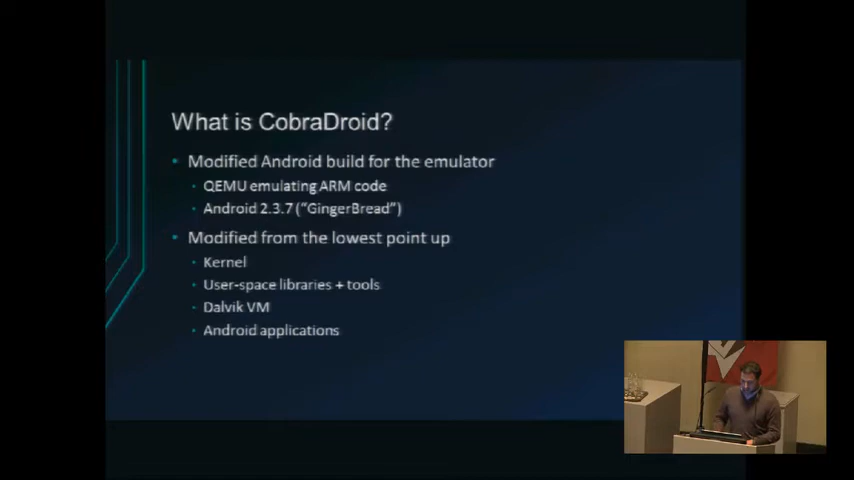 What is CobraDroid?
• Modified Android build for the emulator
• QEMU emulating ARM code
• Android 2.3.7 (“GingerBread”)
• Modified from the lowest point up
• Kernel
• User-space libraries + tools
• Dalvik VM
• Android applications